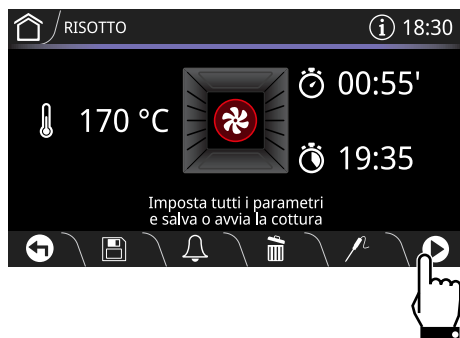 RISOTTO
i 18:30
00:55'
170 °C
19:35
Imposta tutti i parametri
e salva o avvia la cottura